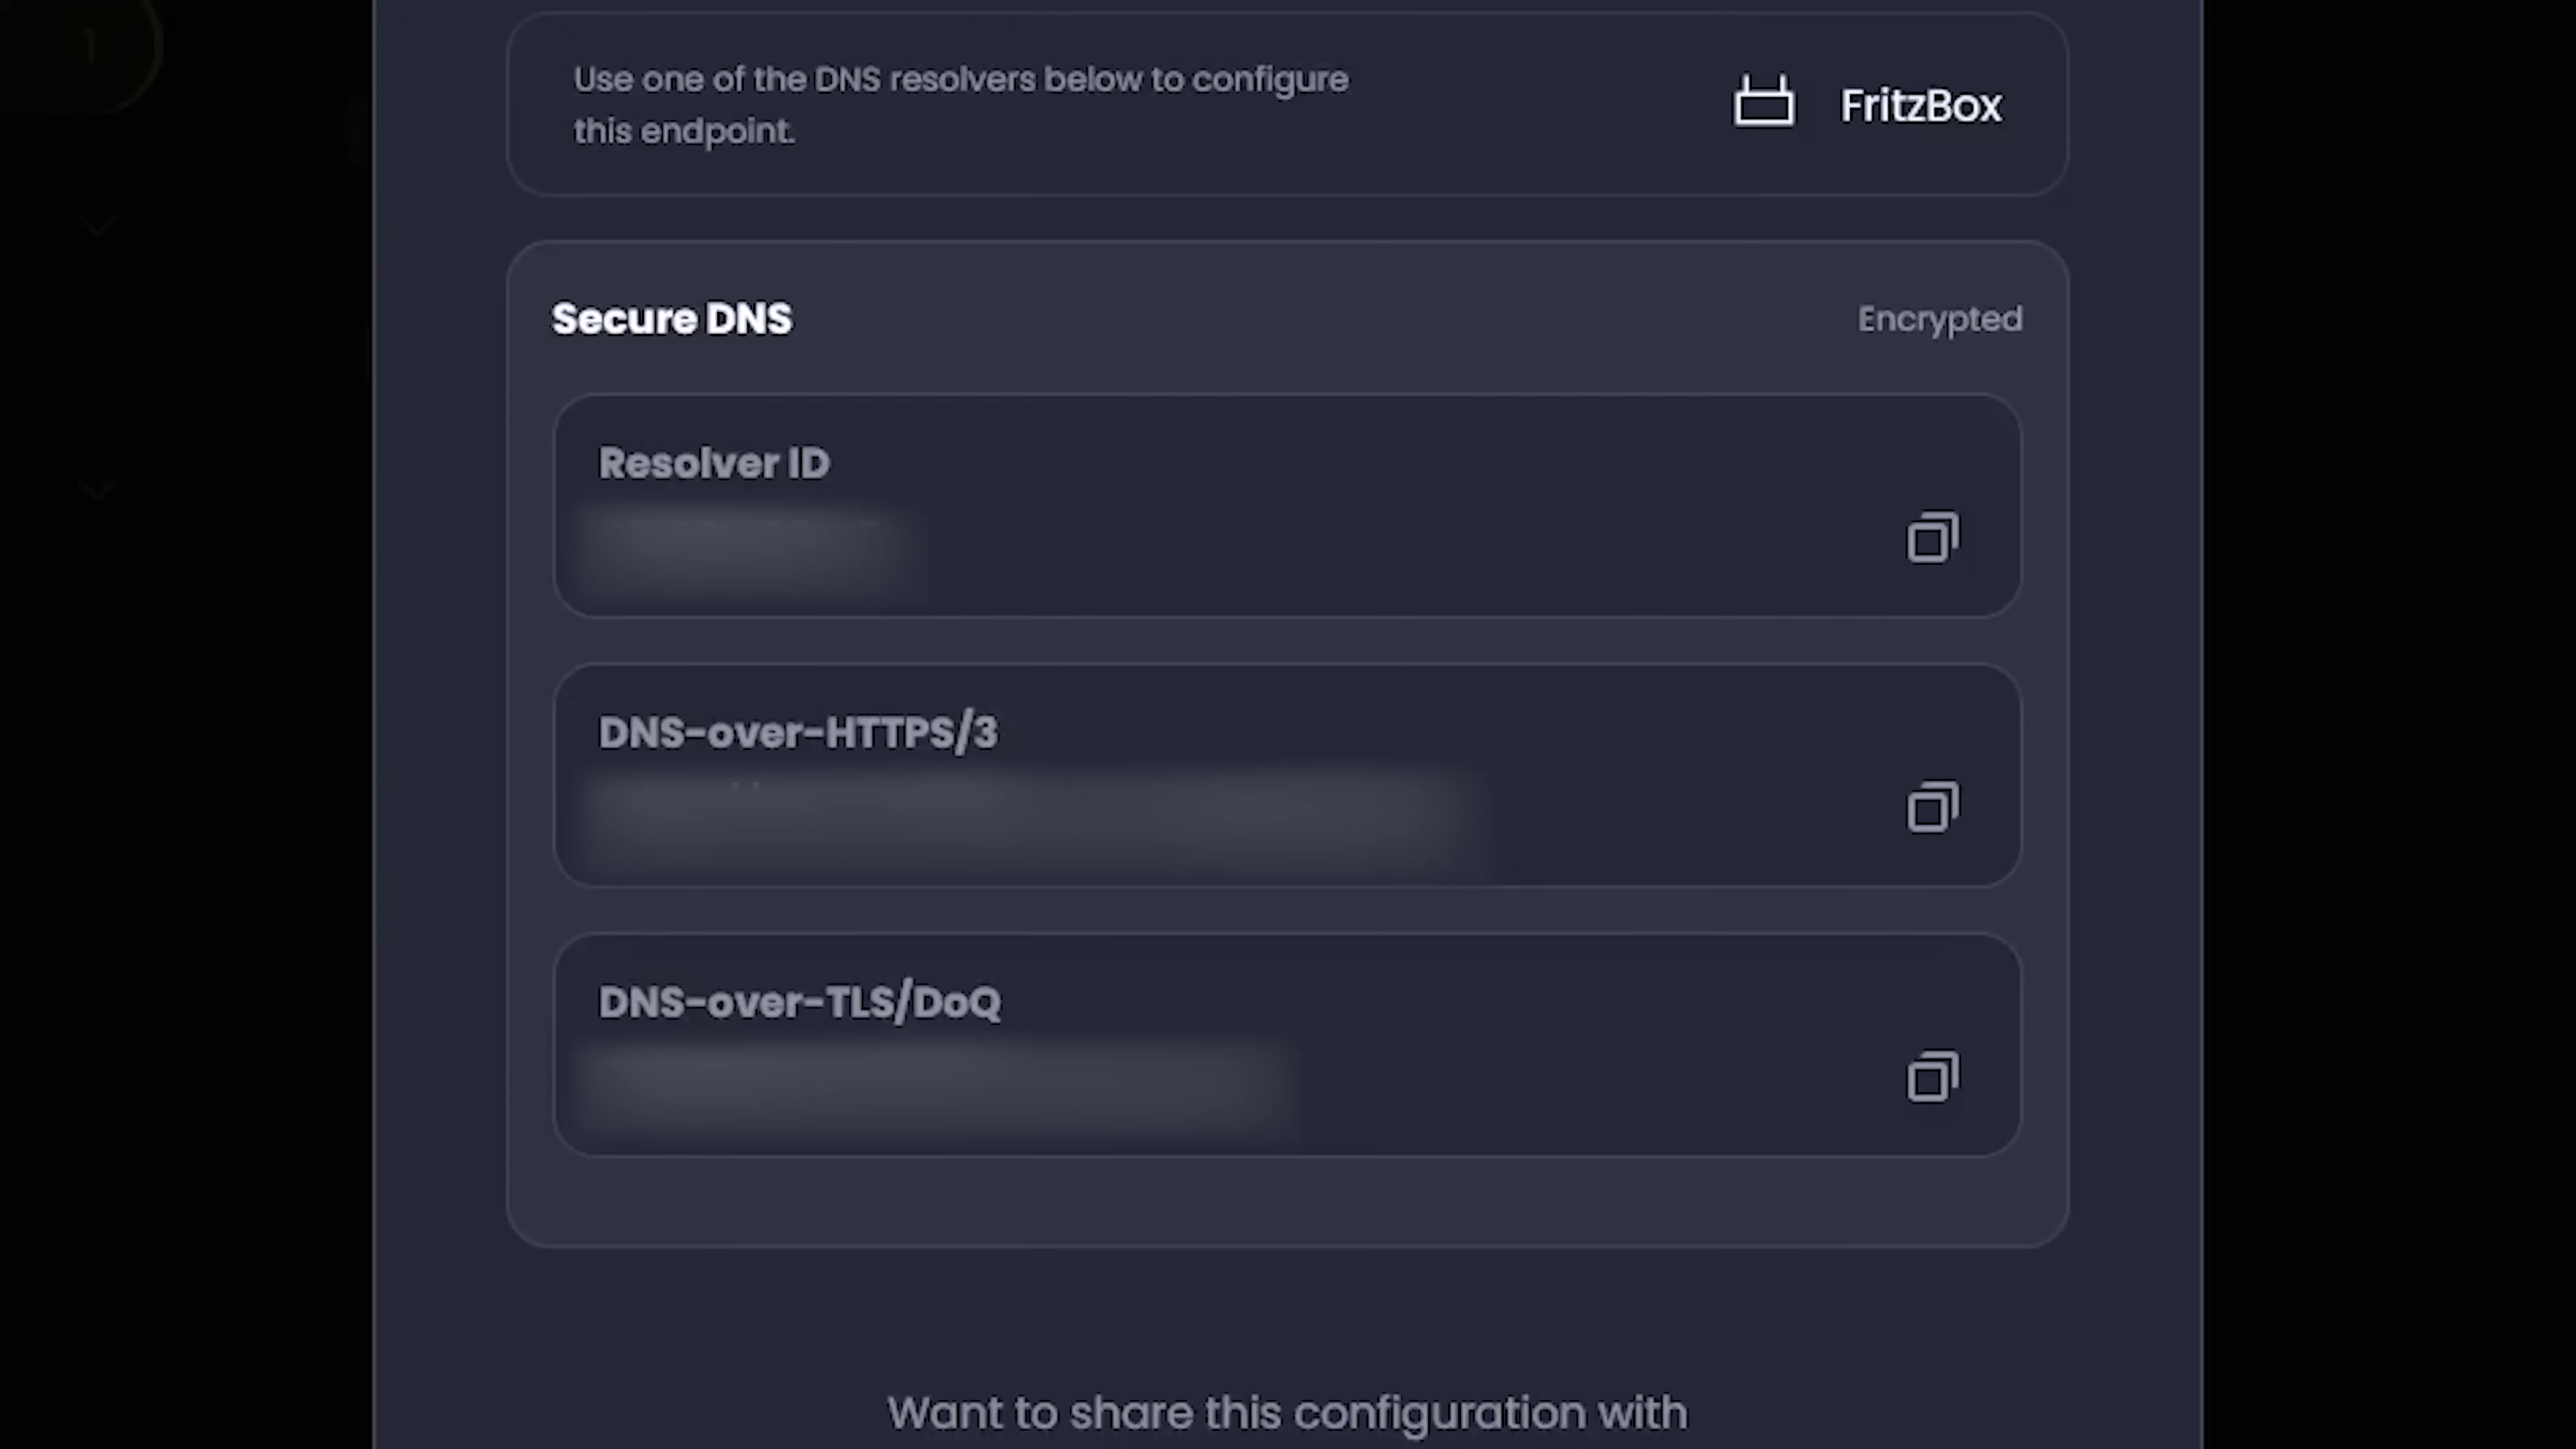 1
Use one of the DNS resolvers below to configure
this endpoint.
FritzBox
Secure DNS
Encrypted
Resolver ID
DNS-over-HTTPS/3
DNS-over-TLS/DoQ
Want to share this configuration with